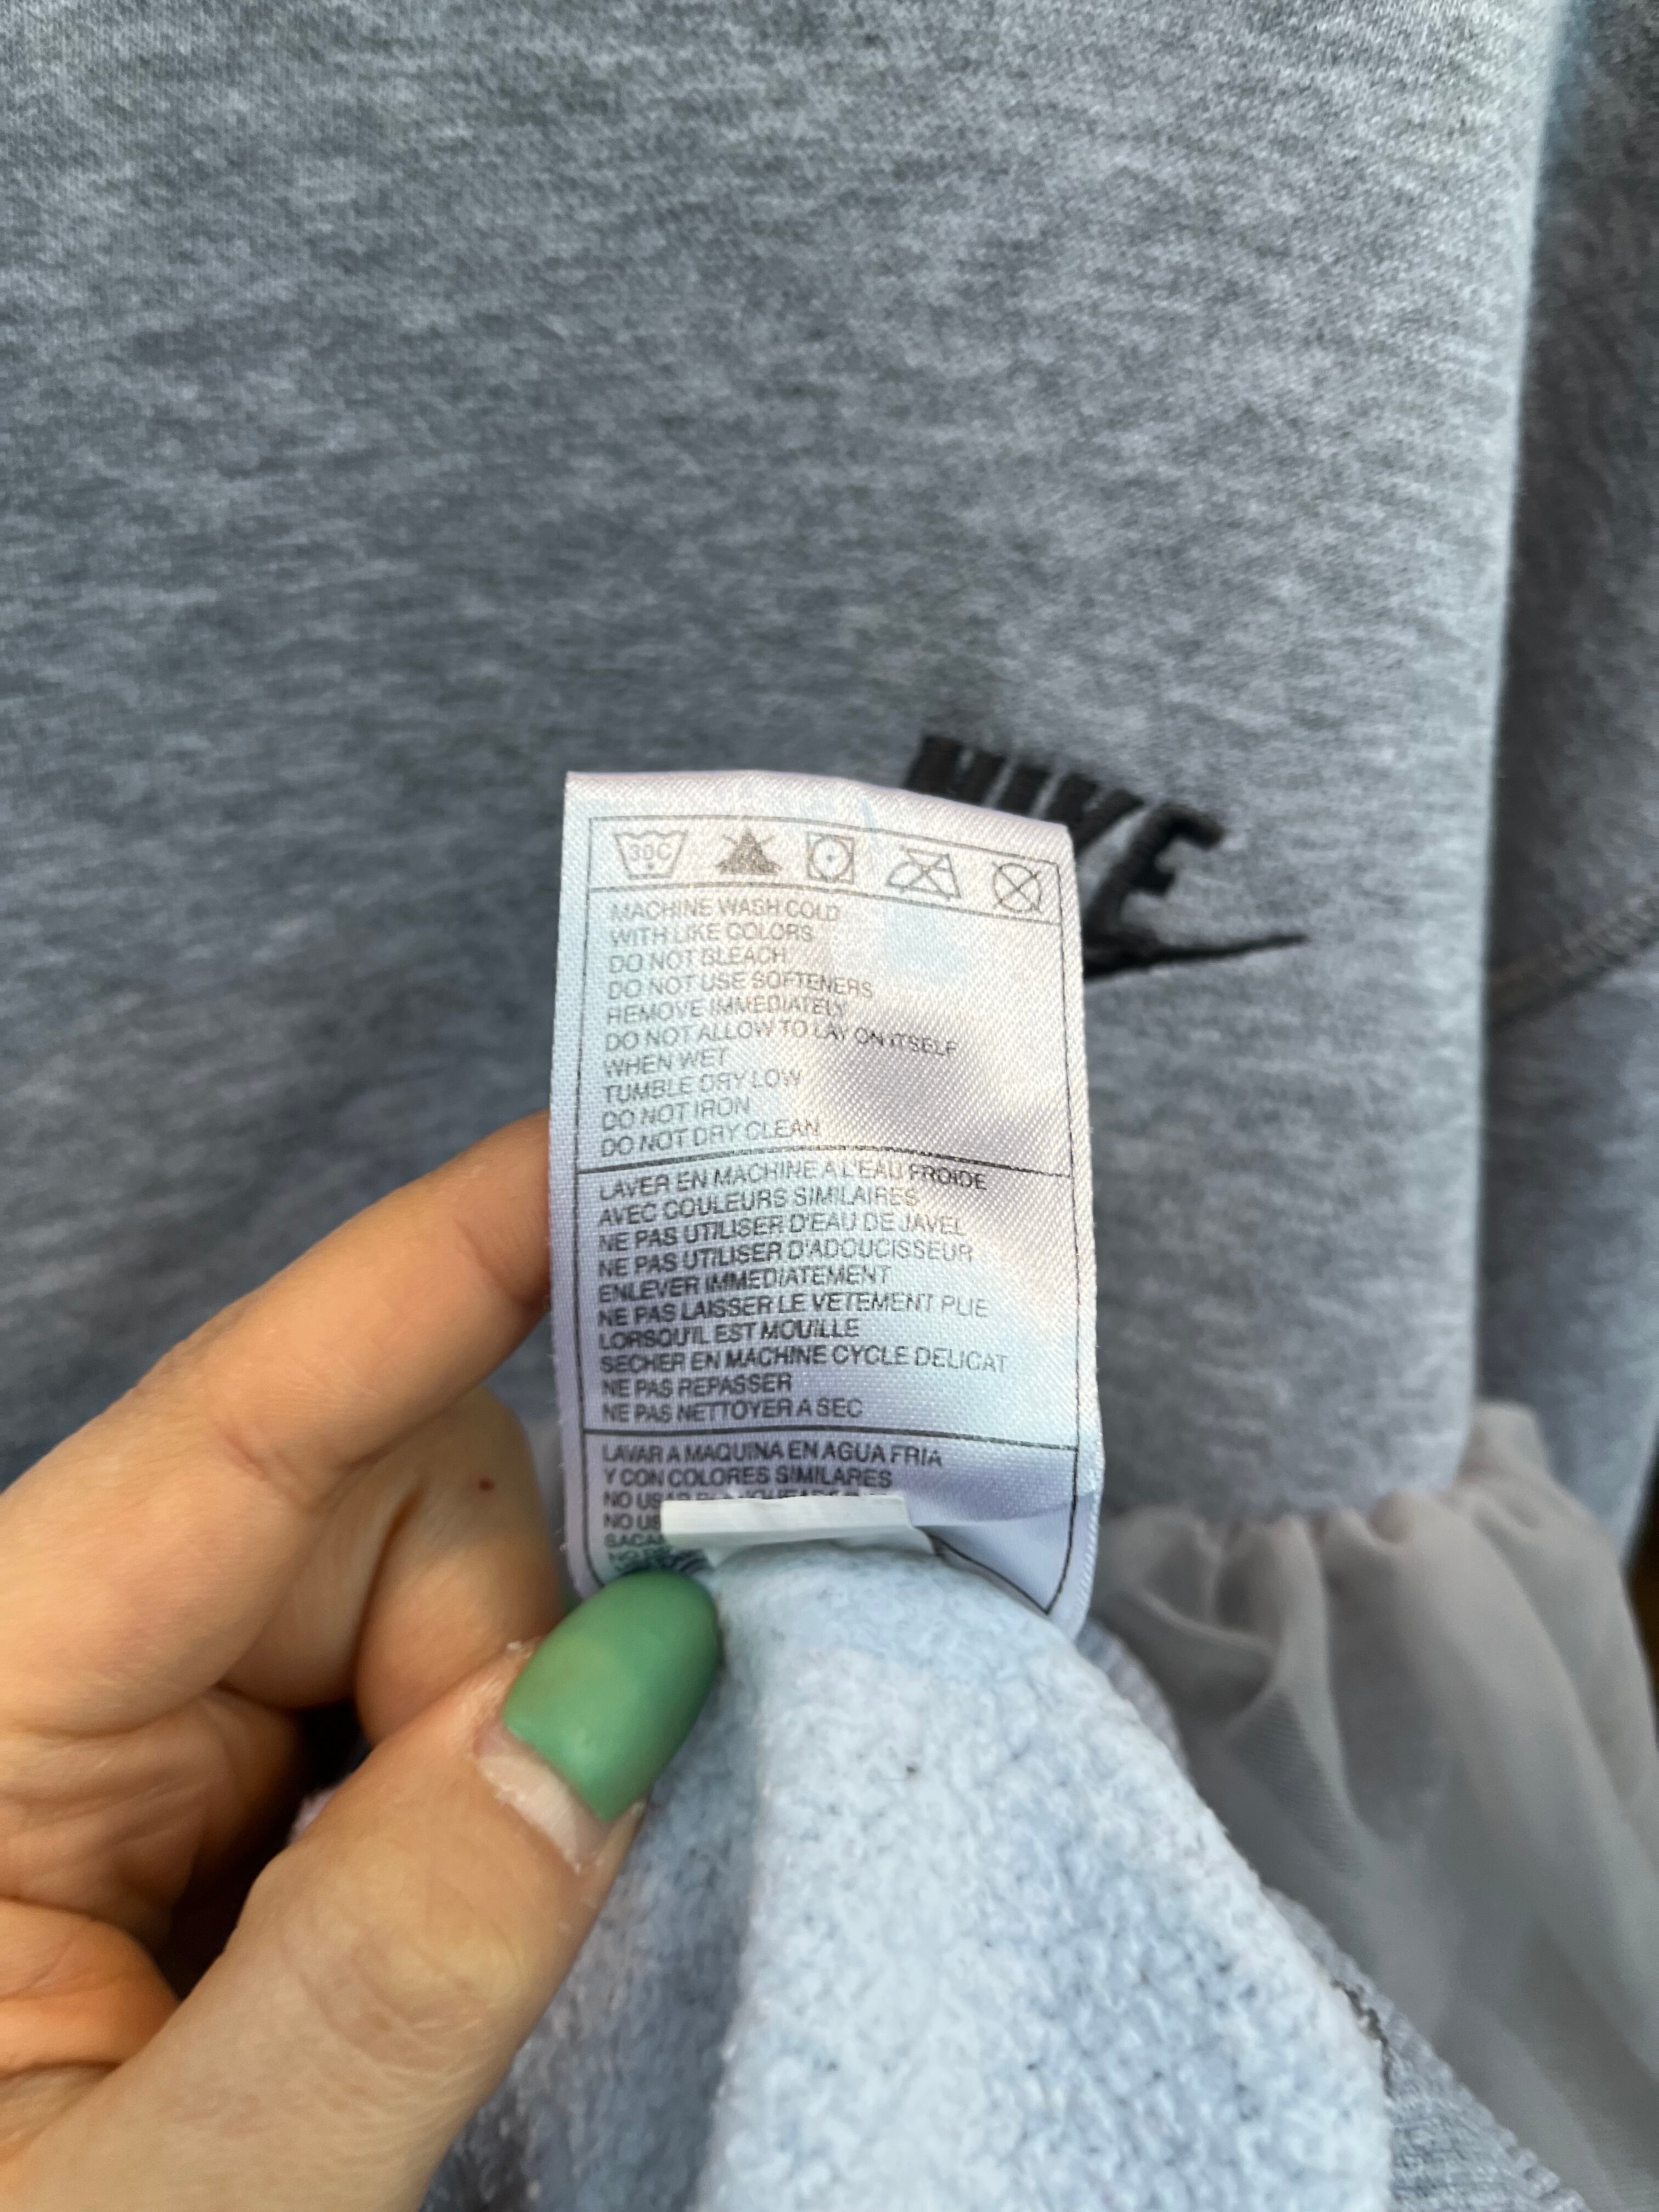 NIKE
30C
MACHINE WASH COLD
WITH LIKE COLORS
DO NOT BLEACH
DO NOT USE SOFTENERS
REMOVE IMMEDIATELY
DO NOT ALLOW TO LAY ON ITSELF
WHEN WET
TUMBLE DRY LOW
DO NOT IRON
DO NOT DRY CLEAN
LAVER EN MACHINE A L'EAU FROIDE
AVEC COULEURS SIMILAIRES
NE PAS UTILISER D'EAU DE JAVEL
NE PAS UTILISER D'ADOUCISSEUR
ENLEVER IMMEDIATEMENT
NE PAS LAISSER LE VETEMENT PLIE
LORSQU'IL EST MOUILLE
SECHER EN MACHINE CYCLE DELICAT
NE PAS REPASSER
NE PAS NETTOYER A SEC
LAVAR A MAQUINA EN AGUA FRIA
Y CON COLORES SIMILARES
NO
NO